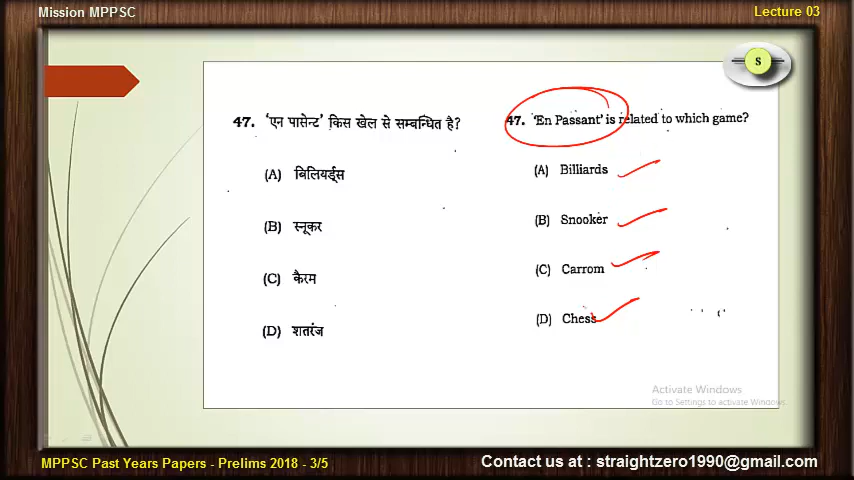 Mission MPPSC
Lecture 03
S
47. 'एन पासेन्ट' किस खेल से सम्बन्धित है?
(A) बिलियर्ड्स
(B) स्नूकर
(C) कैरम
(D) शतरंज
47. 'En Passant' is related to which game?
(A) Billiards
(B) Snooker
(C) Carrom
(D) Chess
Activate Windows
Go to Settings to activate Windows.
MPPSC Past Years Papers - Prelims 2018 - 3/5
Contact us at : straightzero1990@gmail.com